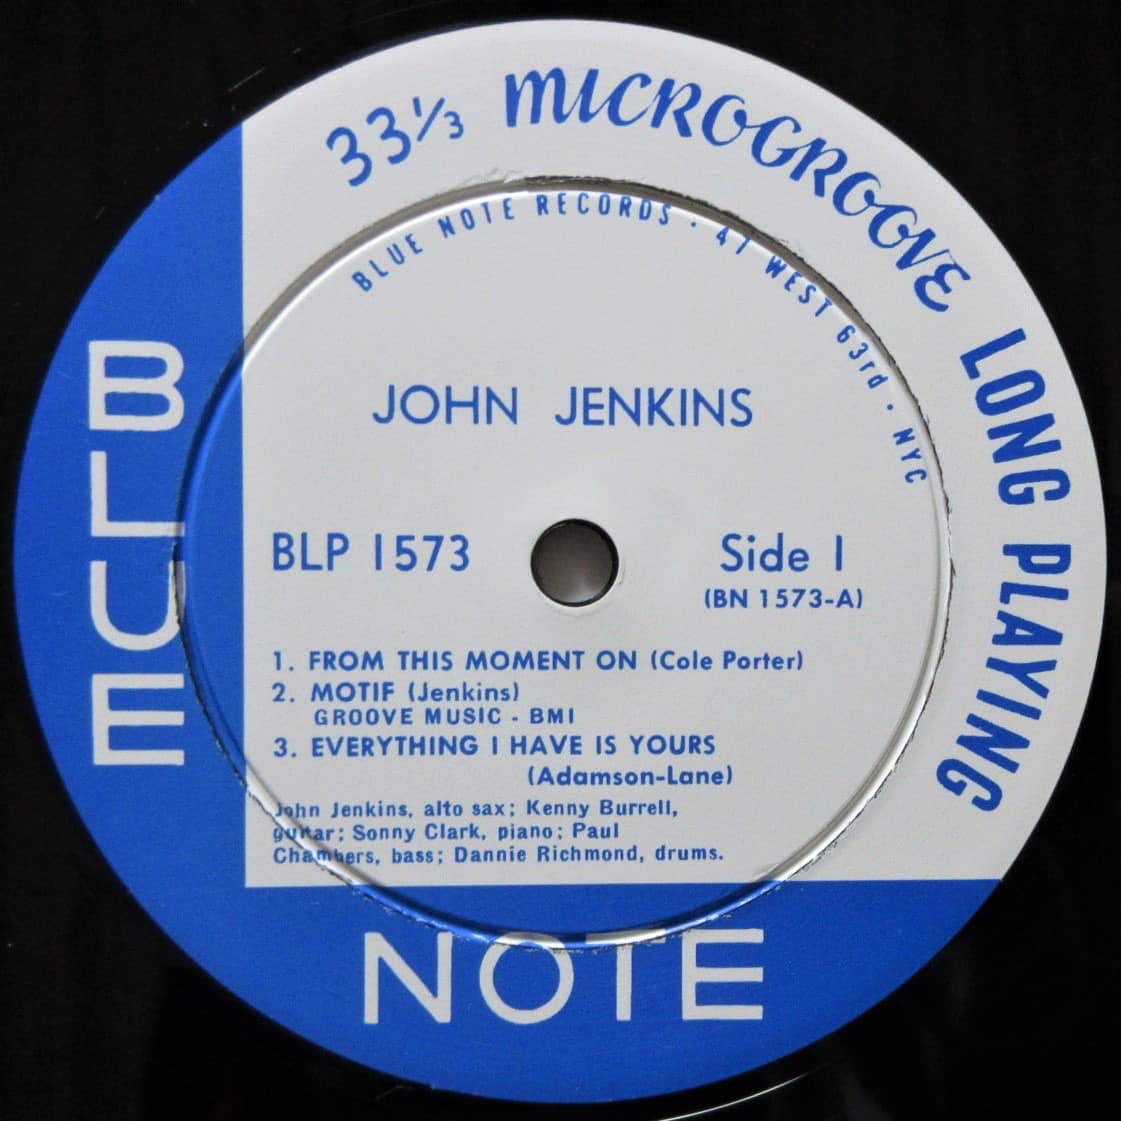 33⅓ MICROGROOVE LONG PLAYING
BLUE NOTE RECORDS · 41 WEST 63rd · NYC
JOHN JENKINS
BLP 1573
Side 1
(BN 1573-A)
1. FROM THIS MOMENT ON (Cole Porter)
2. MOTIF (Jenkins)
GROOVE MUSIC - BMI
3. EVERYTHING I HAVE IS YOURS
(Adamson-Lane)
John Jenkins, alto sax; Kenny Burrell,
guitar; Sonny Clark, piano; Paul
Chambers, bass; Dannie Richmond, drums.
BLUE
NOTE